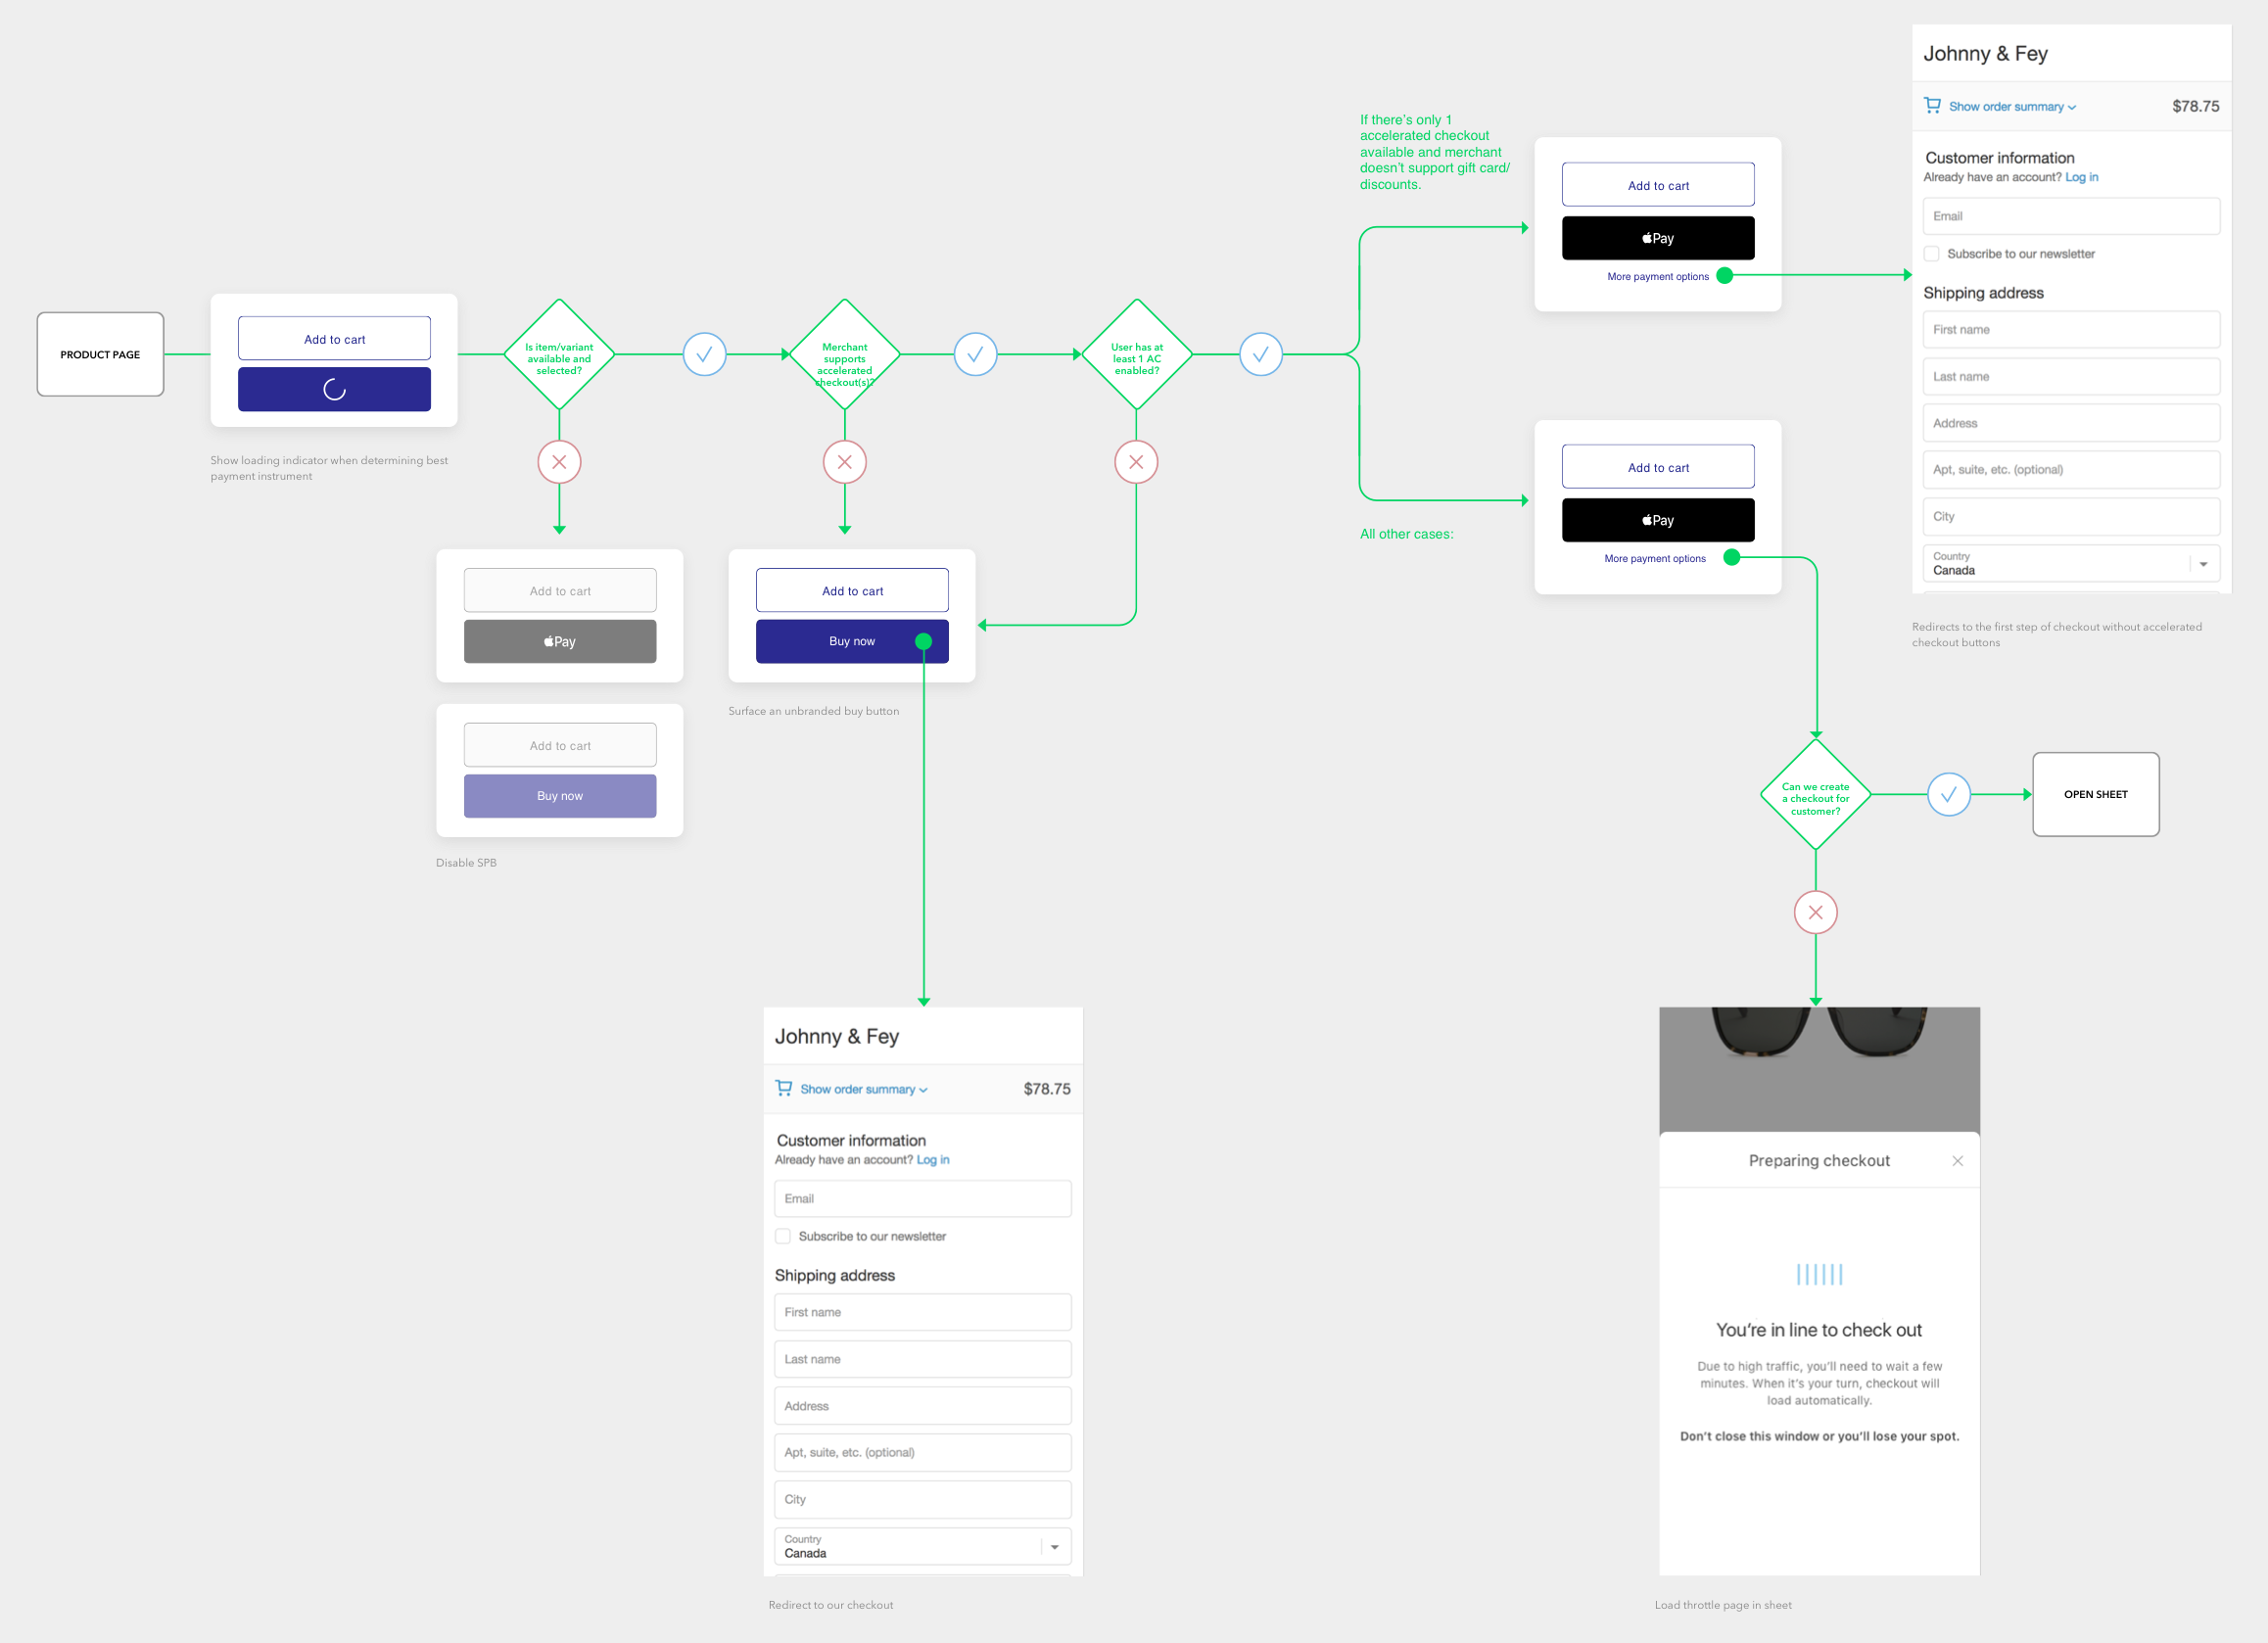 PRODUCT PAGE
Add to cart
Show loading indicator when determining best
payment instrument
Is item/variant
available and
selected?
Add to cart
Pay
Add to cart
Buy now
Disable SPB
Merchant
supports
accelerated
checkout(s)?
Add to cart
Buy now
Surface an unbranded buy button
Johnny & Fey
Show order summary
$78.75
Customer information
Already have an account? Log in
Email
Subscribe to our newsletter
Shipping address
First name
Last name
Address
Apt, suite, etc. (optional)
City
Country
Canada
Redirect to our checkout
User has at
least 1 AC
enabled?
If there's only 1
accelerated checkout
available and merchant
doesn't support gift card/
discounts.
Add to cart
Pay
More payment options
Johnny & Fey
Show order summary
$78.75
Customer information
Already have an account? Log in
Email
Subscribe to our newsletter
Shipping address
First name
Last name
Address
Apt, suite, etc. (optional)
City
Country
Canada
Redirects to the first step of checkout without accelerated
checkout buttons
All other cases:
Add to cart
Pay
More payment options
Can we create
a checkout for
customer?
OPEN SHEET
Preparing checkout
You're in line to check out
Due to high traffic, you'll need to wait a few
minutes. When it's your turn, checkout will
load automatically.
Don't close this window or you'll lose your spot.
Load throttle page in sheet